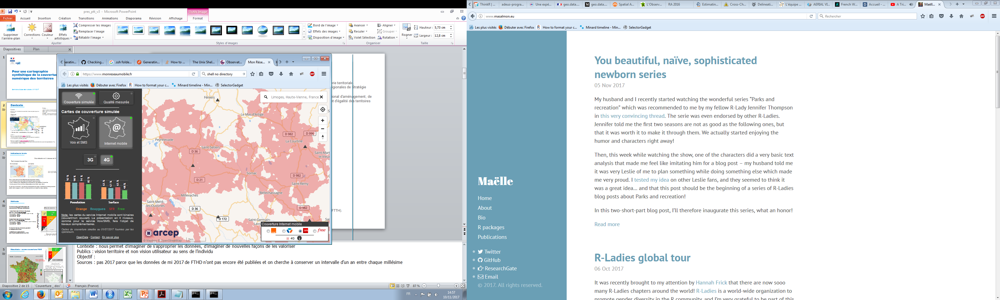 pres_ptt_v3 - Microsoft PowerPoint
Outils Image
Fichier Accueil Insertion Création Transitions Animations Diaporama Révision Affichage Format
Supprimer l'arrière-plan
Corrections Couleur Effets artistiques
Compresser les images
Remplacer l'image
Rétablir l'image
Ajuster
Styles d'images
Bord de l'image
Effets des images
Disposition d'image
Avancer
Reculer
Volet Sélection
Aligner
Grouper
Rotation
Organiser
Rogner
Hauteur : 5,73 cm
Largeur : 12,8 cm
Taille
Diapositives Plan
1
Pour une cartographie
synthétique de la couvertu
numérique des territoires
2
Contexte
3
Indicateurs bruts
4
Méthode
5
Checking... .ssh folde... Generatin... How to ... The Unix Shel... Observat... Mon Rése...
https://www.monreseaumobile.fr
shell no directory
Les plus visités Débuter avec Firefox How to format your c... Minard timeline - Min... SelectorGadget
Couverture simulée Qualité mesurée
Cartes de couverture simulée
Voix et SMS Internet mobile
3G 4G
92 % 90 % 91 % 82 %
65 % 61 % 65 % 48 %
Population Surface
Orange Bouygues SFR Free
Note: les cartes du service Internet mobile sont binaires
(couvert/non couvert). La présentation en 4 niveaux,
comme pour le service Voix/SMS, fera l'objet de
travaux complémentaires.
Cartes de couverture simulée au 01/07/2017 fournies par les
opérateurs.
OpenData - Contact - En savoir plus
Limoges, Haute-Vienne, France
Féniers
Le Mas-d'Artige
D 982
D 996
La Courtine
Peyrelevade
Saint-Setiers
D 36
Saint-Mart
le-Vieux
Sornac
D 21
D 982
Saint-Rémy
Bellechassagne
Millevaches
Saint-Merd-
les-Oussines
D 36
D 982
D 172
Saint-Germain-
Lavo
Sai
arcep
© Mapbox © OpenStreetMap
2km
Couverture Internet mobile
SFR free
4G
rie territoriale.
égionales de Stratégie
ional d'aménagement, de
t d'égalité des territoires
FTTH).
Contexte : nous permet d'imaginer de s'approprier les données, d'imaginer de nouvelles façons de les valoriser
Publics : vision territoire et non vision utilisateur au sens de l'individu
Objectif :
Sources : pas 2017 parce que les données de mi 2017 de FTHD n'ont pas encore été publiées et on cherche à conserver un intervalle d'un an entre chaque millésime
Diapositive 2 de 15 "Couverture _ dos" Français (France)
87 %
FR
14:57
10/11/2017
ThinkR | ... adeus-progra... Une expé... geo.data.... geo.data.... Spatial A... L'Observ... RA 2016 Estimatin... Cross-Ch... Delineati... L'équipe ... AERIAL VI... French W... Accueil - ... A Tri... Maëll...
www.masalmon.eu
Rechercher
Les plus visités Débuter avec Firefox How to format your c... Minard timeline - Min... SelectorGadget
Maëlle
Home
About
Bio
R packages
Publications
Twitter
GitHub
ResearchGate
Email
© 2017. All rights reserved.
You beautiful, naïve, sophisticated
newborn series
05 Nov 2017
My husband and I recently started watching the wonderful series "Parks and
recreation" which was recommended to me by my fellow R-Lady Jennifer Thompson
in this very convincing thread. The serie was even endorsed by other R-Ladies.
Jennifer told me the first two seasons are not as good as the following ones, but
that it was worth it to make it through them. We actually started enjoying the
humor and characters right away!
Then, this week while watching the show, one of the characters did a very basic text
analysis that made me feel like imitating him for a blog post – my husband told me
it was very Leslie of me to plan something while doing something else which made
me very proud. I tested my idea on other Leslie fans, and they seemed to think it
was a great idea... and that this post should be the beginning of a series of R-Ladies
blog posts about Parks and recreation!
In this two-short-part blog post, I'll therefore inaugurate this series, what an honor!
Read more
R-Ladies global tour
06 Oct 2017
It was recently brought to my attention by Hannah Frick that there are now sooo
many R-Ladies chapters around the world! R-Ladies is a world-wide organization to
promote gender diversity in the R community, and I'm very grateful to be part of this